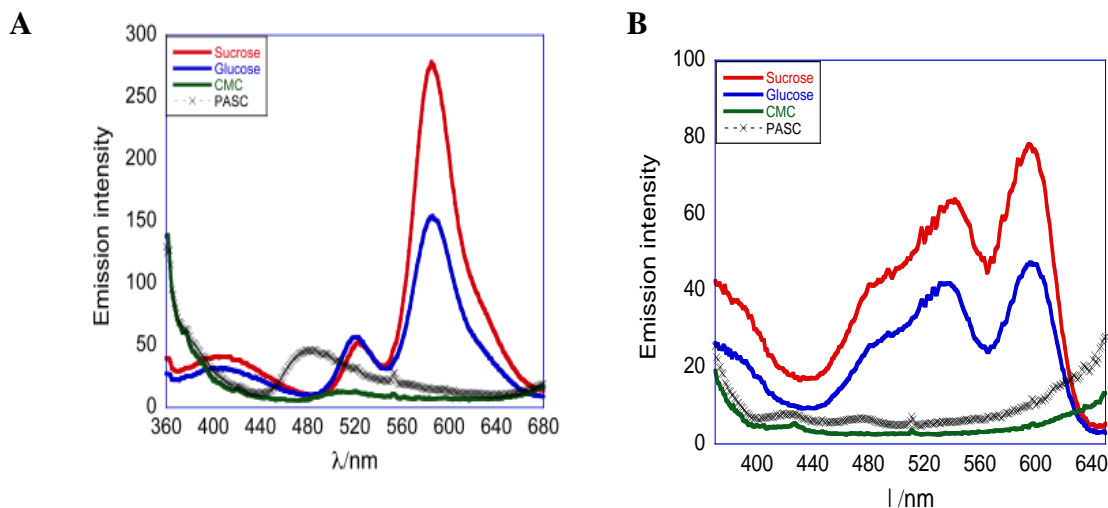 A
300
250
200
150
100
50
0
Emission intensity
Sucrose
Glucose
CMC
PASC
360 400 440 480 520 560 600 640 680
λ/nm
B
100
80
60
40
20
0
Emission intensity
Sucrose
Glucose
CMC
PASC
400 440 480 520 560 600 640
l /nm